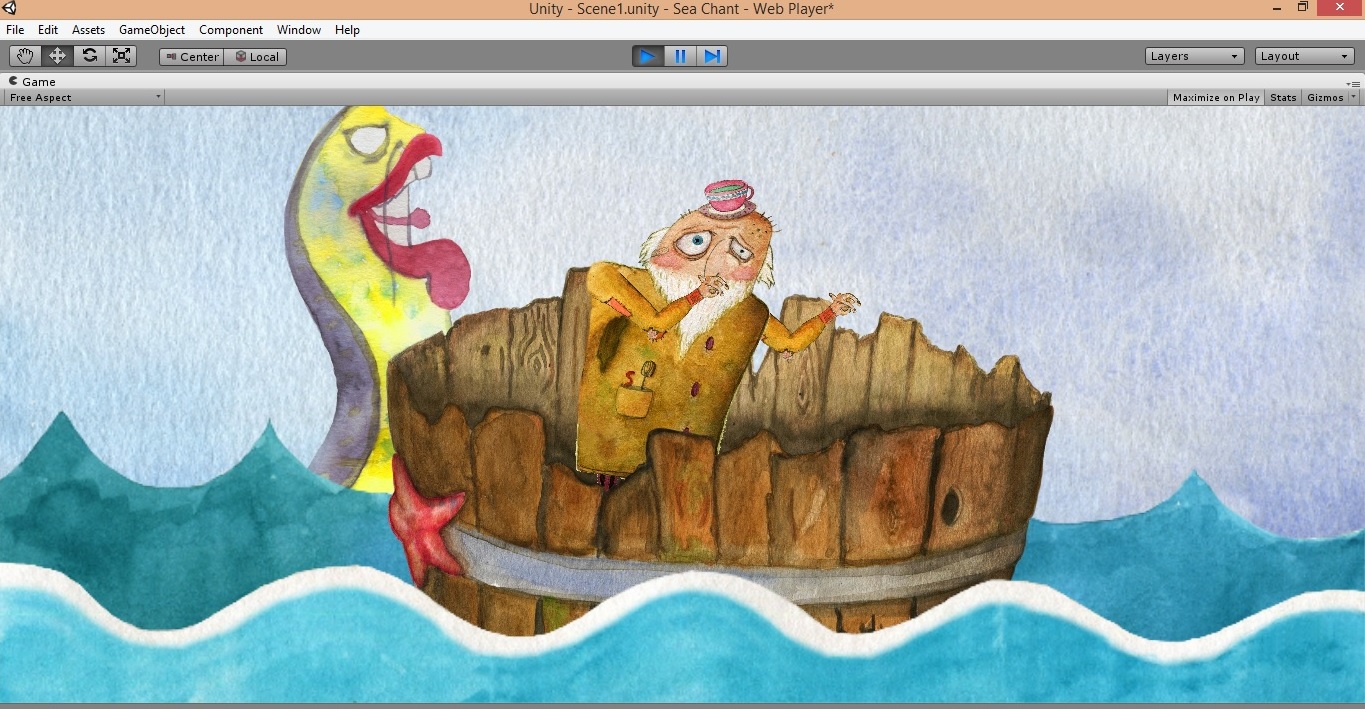 Unity - Scene1.unity - Sea Chant - Web Player*
File Edit Assets GameObject Component Window Help
Center Local Layers Layout
Game
Free Aspect Maximize on Play Stats Gizmos